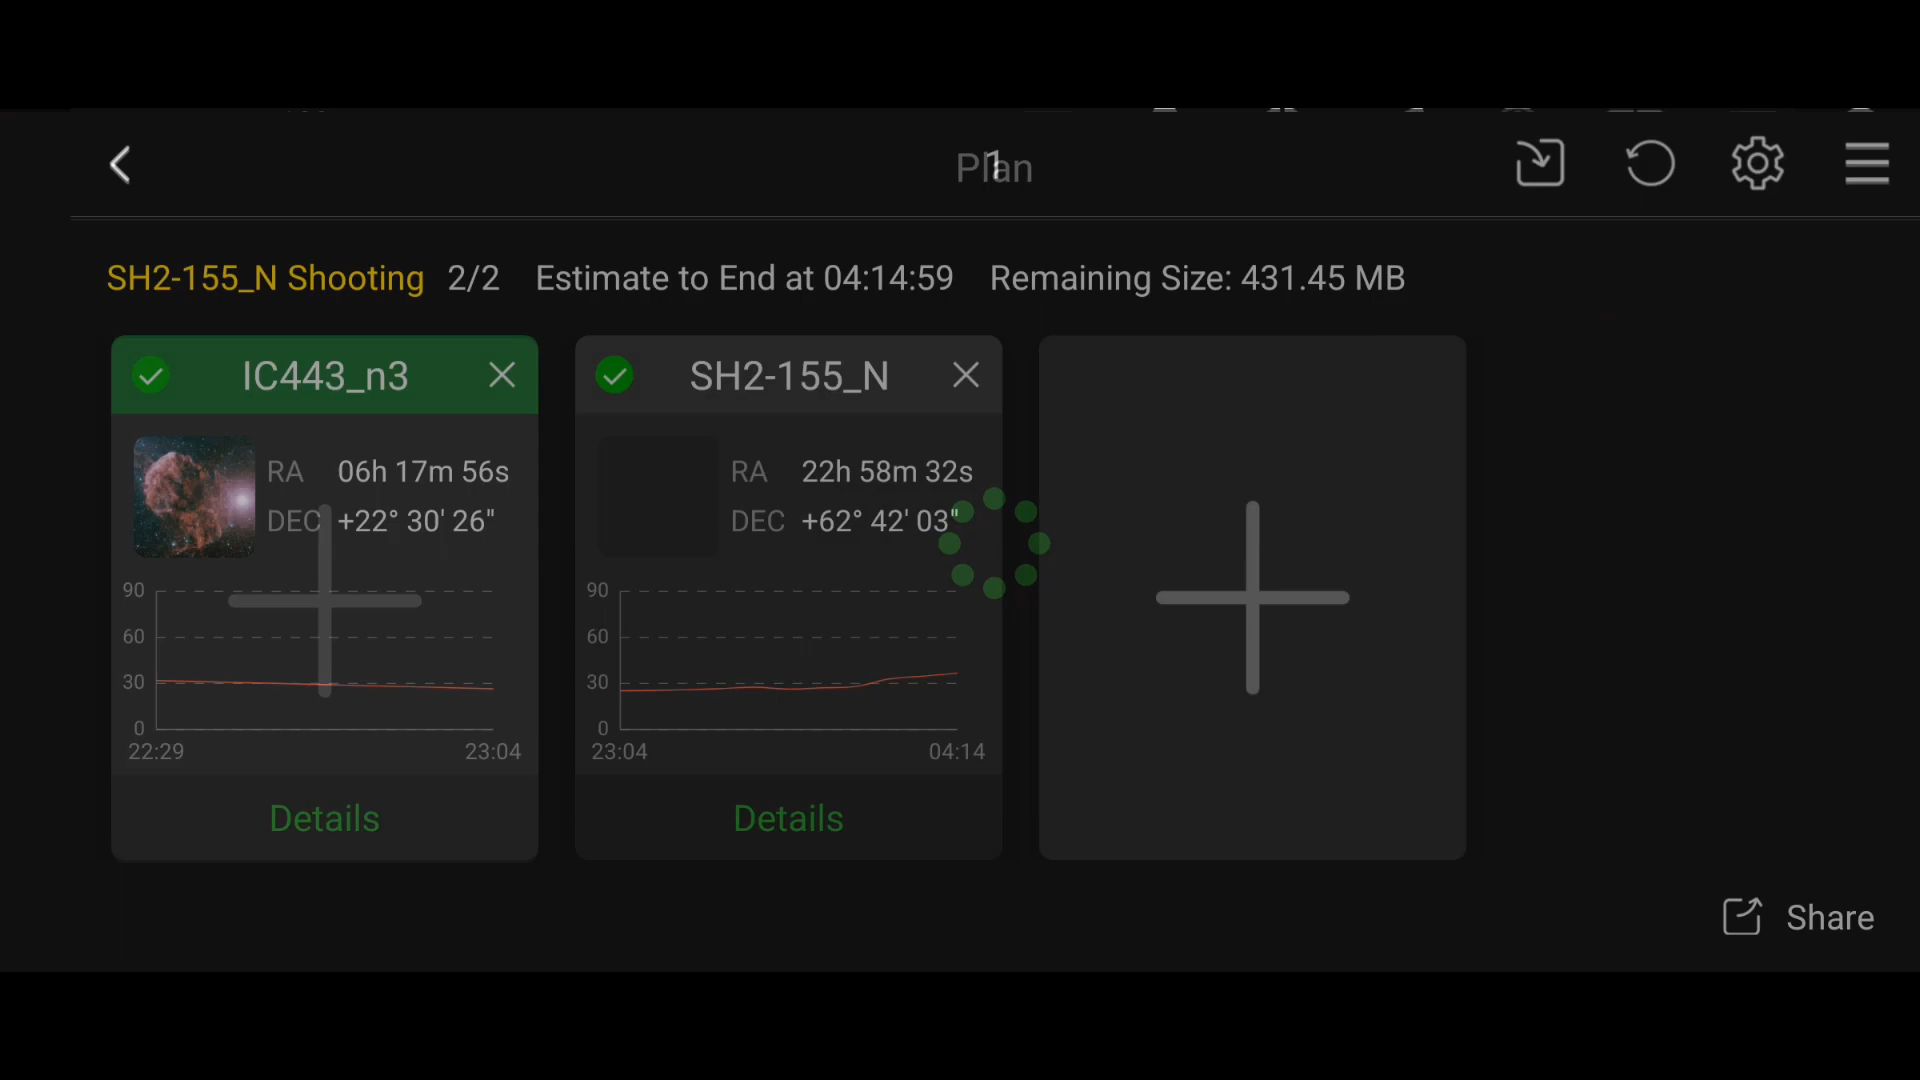 Plan
1
SH2-155_N Shooting 2/2 Estimate to End at 04:14:59 Remaining Size: 431.45 MB
IC443_n3
RA 06h 17m 56s
DEC +22° 30' 26"
90
60
30
0
22:29 23:04
Details
SH2-155_N
RA 22h 58m 32s
DEC +62° 42' 03"
90
60
30
0
23:04 04:14
Details
Share